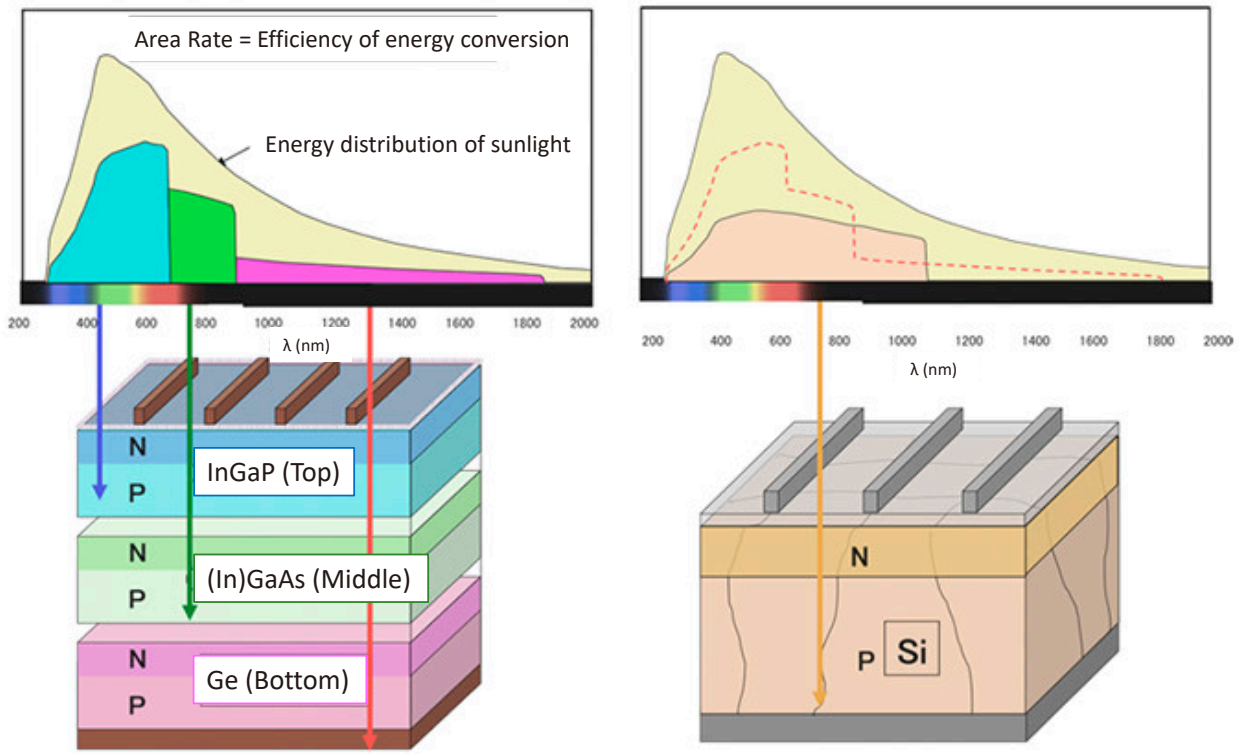 Area Rate = Efficiency of energy conversion
Energy distribution of sunlight
200 400 600 800 1000 1200 1400 1600 1800 2000
λ (nm)
N
P
InGaP (Top)
N
P
(In)GaAs (Middle)
N
P
Ge (Bottom)
200 400 600 800 1000 1200 1400 1600 1800 2000
λ (nm)
N
P
Si